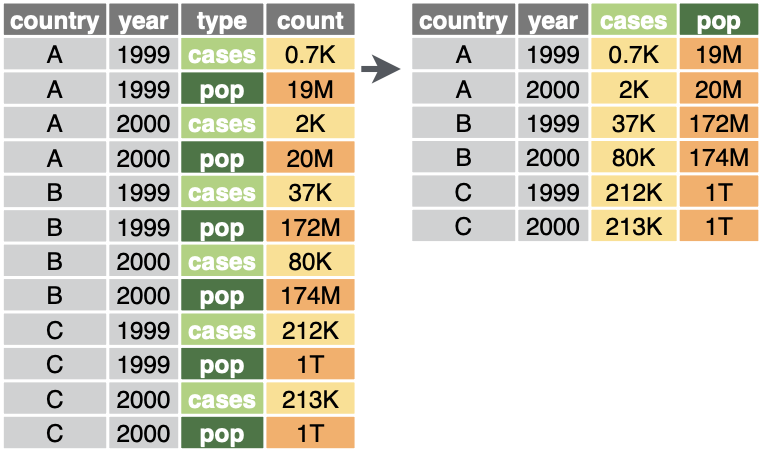 country year type count
A 1999 cases 0.7K
A 1999 pop 19M
A 2000 cases 2K
A 2000 pop 20M
B 1999 cases 37K
B 1999 pop 172M
B 2000 cases 80K
B 2000 pop 174M
C 1999 cases 212K
C 1999 pop 1T
C 2000 cases 213K
C 2000 pop 1T
country year cases pop
A 1999 0.7K 19M
A 2000 2K 20M
B 1999 37K 172M
B 2000 80K 174M
C 1999 212K 1T
C 2000 213K 1T